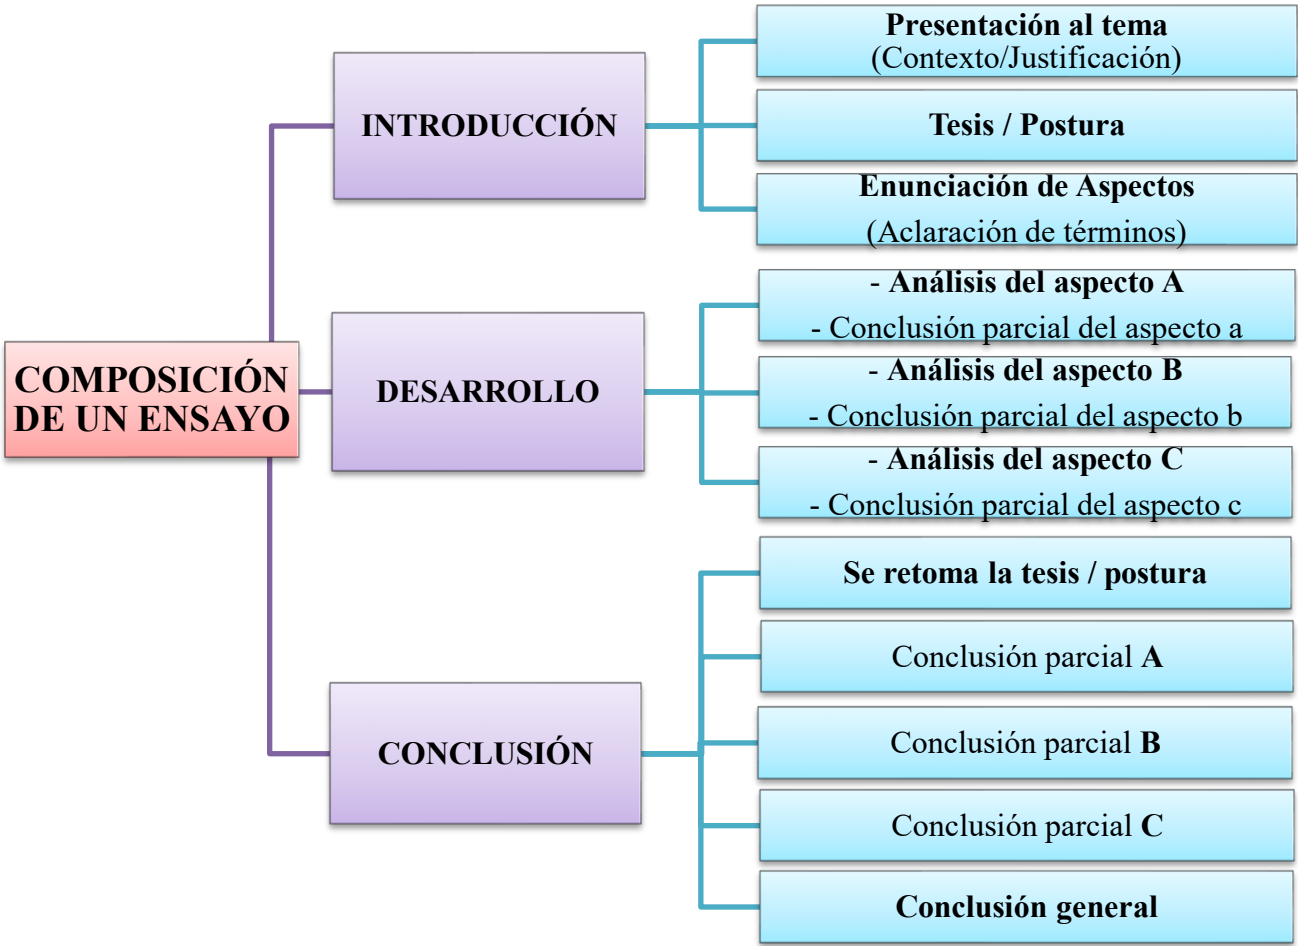 COMPOSICIÓN
DE UN ENSAYO
INTRODUCCIÓN
Presentación al tema
(Contexto/Justificación)
Tesis / Postura
Enunciación de Aspectos
(Aclaración de términos)
DESARROLLO
- Análisis del aspecto A
- Conclusión parcial del aspecto a
- Análisis del aspecto B
- Conclusión parcial del aspecto b
- Análisis del aspecto C
- Conclusión parcial del aspecto c
CONCLUSIÓN
Se retoma la tesis / postura
Conclusión parcial A
Conclusión parcial B
Conclusión parcial C
Conclusión general